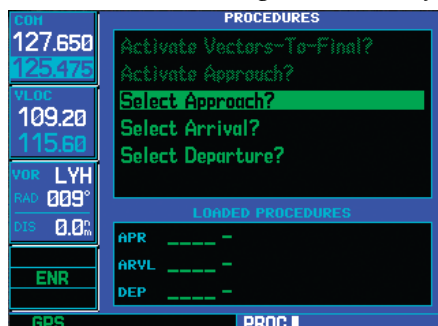 COM
127.650
125.475
VLOC
109.20
115.60
VOR LYH
RAD 009°
DIS 0.0nm
ENR
GPS
PROCEDURES
Activate Vectors-To-Final?
Activate Approach?
Select Approach?
Select Arrival?
Select Departure?
LOADED PROCEDURES
APR ____-
ARVL ____-
DEP ____-
PROC